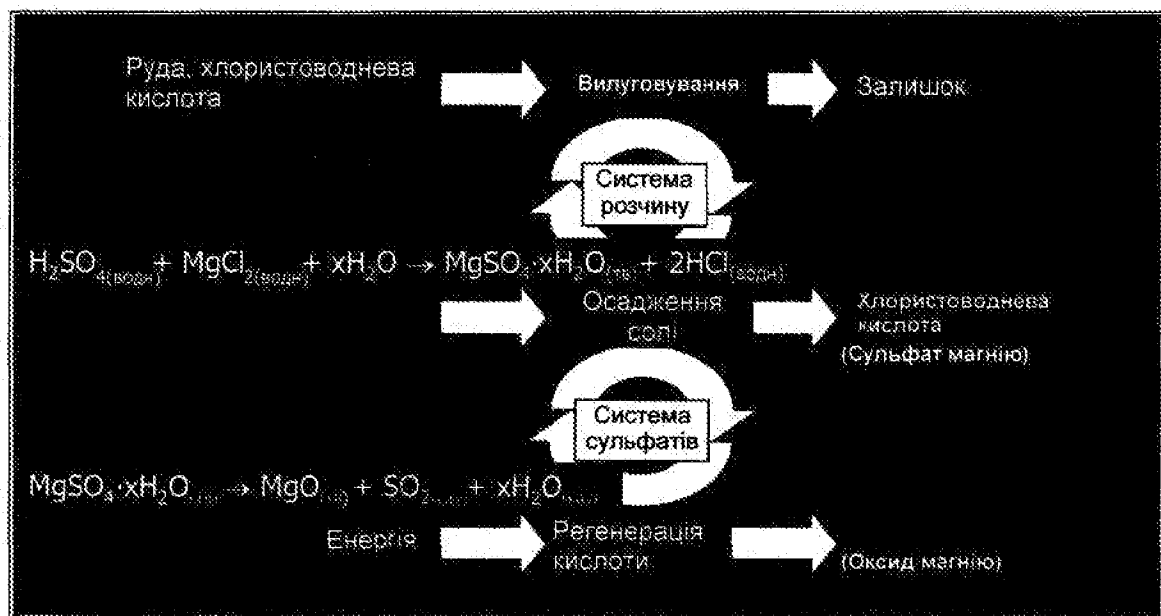 Руда, хлористоводнева
кислота
Вилуговування
Залишок
Система
розчину
H₂SO₄(водн) + MgCl₂(водн) + xH₂O → MgSO₄·xH₂O(тв) + 2HCl(водн)
Осадження
солі
Хлористоводнева
кислота
(Сульфат магнію)
Система
сульфатів
MgSO₄·xH₂O → MgO + SO₂ + xH₂O
Енергія
Регенерація
кислоти
(Оксид магнію)